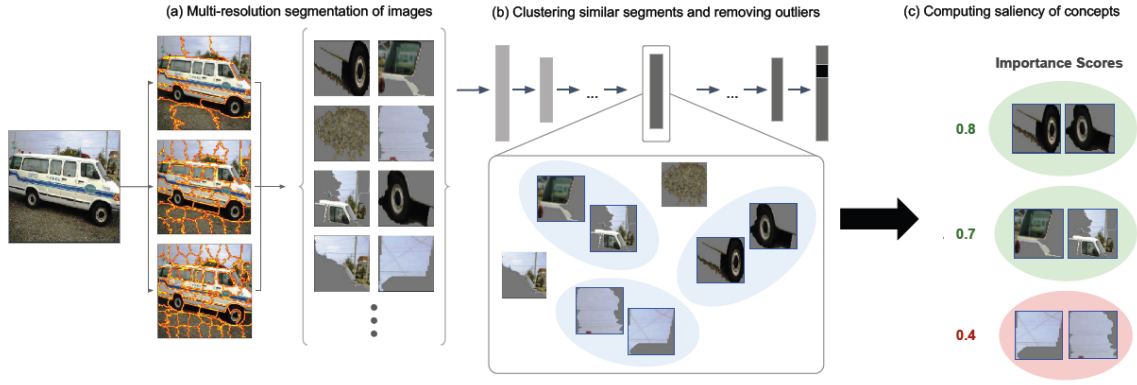 (a) Multi-resolution segmentation of images
(b) Clustering similar segments and removing outliers
(c) Computing saliency of concepts
...
...
Importance Scores
0.8
0.7
0.4